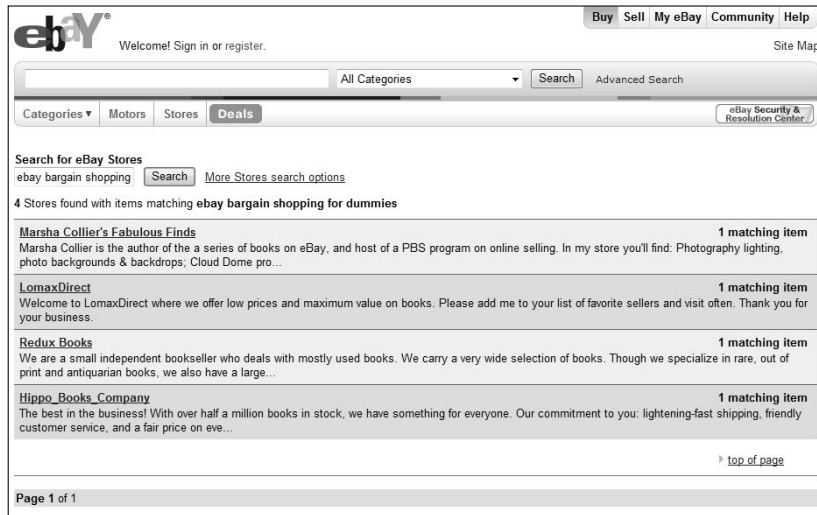 ebaY®
Buy Sell My eBay Community Help
Welcome! Sign in or register.
Site Map
All Categories
Search
Advanced Search
Categories ▾ Motors Stores Deals
eBay Security &
Resolution Center
Search for eBay Stores
ebay bargain shopping
Search
More Stores search options
4 Stores found with items matching ebay bargain shopping for dummies
Marsha Collier's Fabulous Finds
1 matching item
Marsha Collier is the author of the a series of books on eBay, and host of a PBS program on online selling. In my store you'll find: Photography lighting,
photo backgrounds & backdrops; Cloud Dome pro...
LomaxDirect
1 matching item
Welcome to LomaxDirect where we offer low prices and maximum value on books. Please add me to your list of favorite sellers and visit often. Thank you for
your business.
Redux Books
1 matching item
We are a small independent bookseller who deals with mostly used books. We carry a very wide selection of books. Though we specialize in rare, out of
print and antiquarian books, we also have a large...
Hippo_Books_Company
1 matching item
The best in the business! With over half a million books in stock, we have something for everyone. Our commitment to you: lightening-fast shipping, friendly
customer service, and a fair price on eve...
top of page
Page 1 of 1